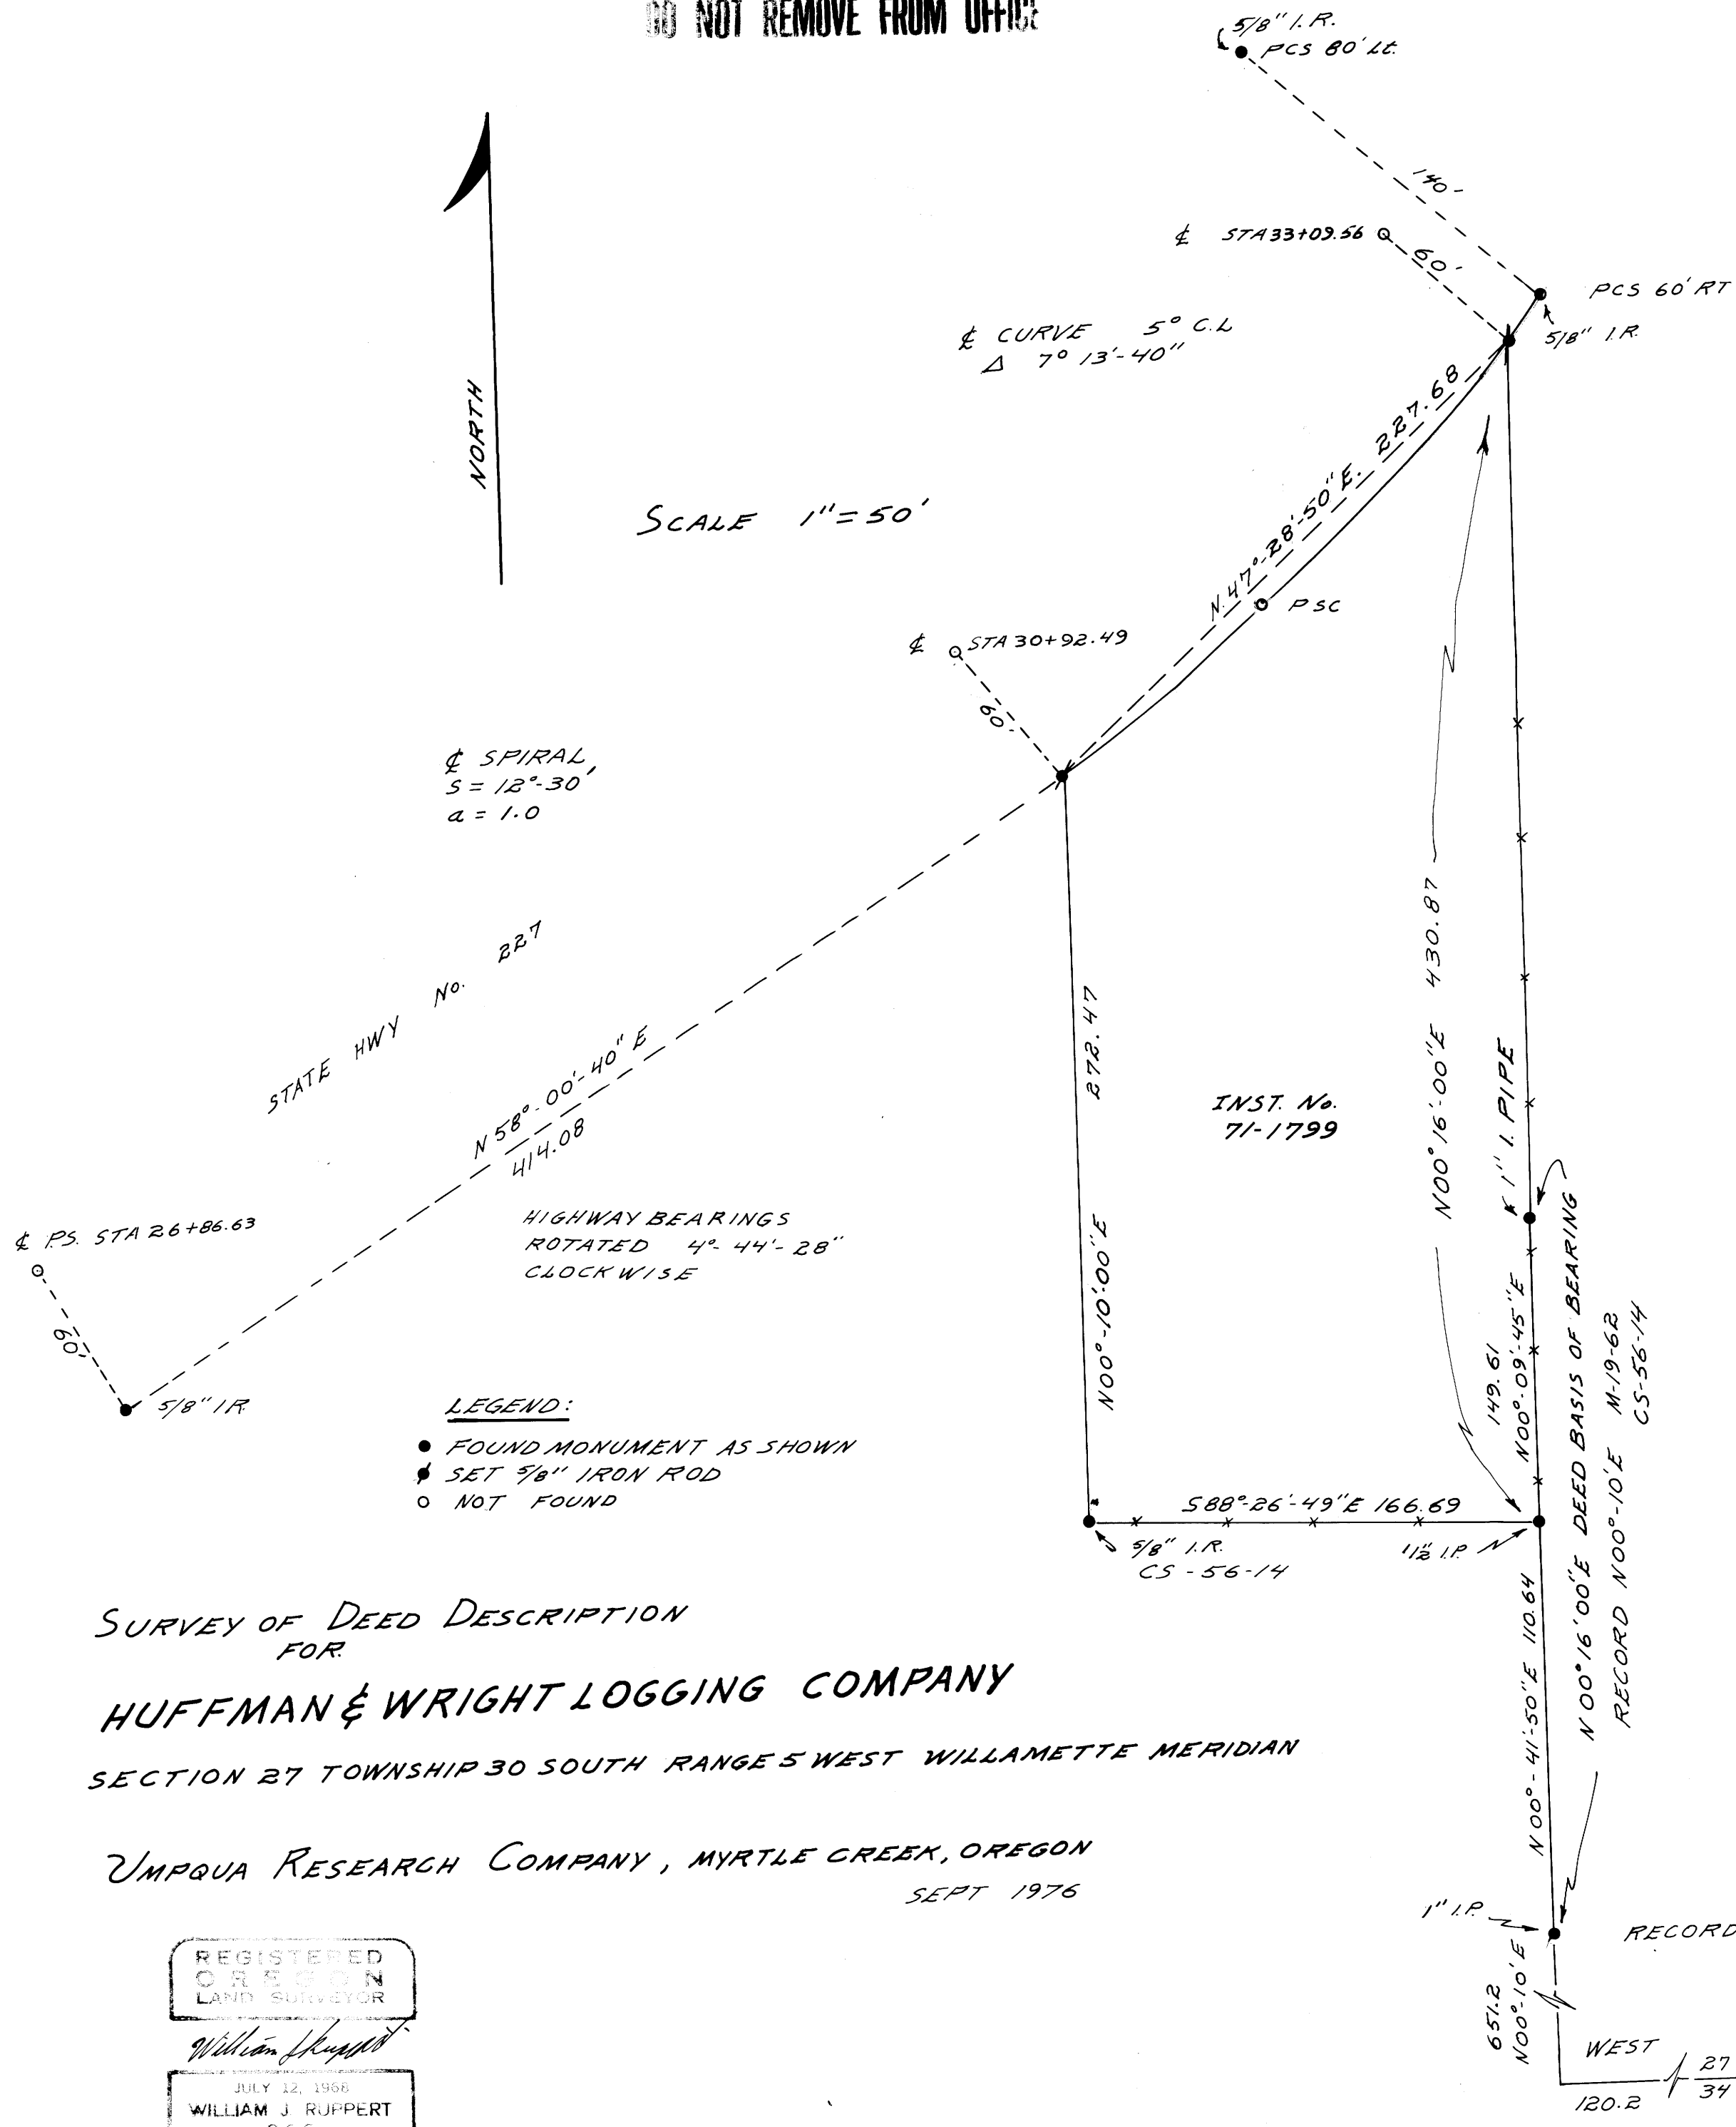 DO NOT REMOVE FROM OFFICE
5/8" I.R.
PCS 80' Lt.
140'
℄ STA 33+09.56
60'
PCS 60' RT
5/8" I.R.
℄ CURVE 5° C.L
Δ 7° 13'-40"
NORTH
SCALE 1"=50'
N.47°-28'-50"E. 227.68
PSC
℄ STA 30+92.49
60'
℄ SPIRAL
S = 12°-30'
a = 1.0
STATE HWY No. 227
N 58°-00'-40" E
414.08
272.47
N00°-10'-00"E
INST. No.
71-1799
N00°16'-00"E 430.87
1" I. PIPE
℄ P.S. STA 26+86.63
60'
5/8" I.R.
HIGHWAY BEARINGS
ROTATED 4°-44'-28"
CLOCKWISE
149.61
N00°-09'-45"E
N 00°16'00"E DEED BASIS OF BEARING
RECORD N00°-10'E M-19-62
CS-56-14
LEGEND:
FOUND MONUMENT AS SHOWN
SET 5/8" IRON ROD
NOT FOUND
S88°-26'-49"E 166.69
5/8" I.R.
CS-56-14
1½" I.P.
N 00°-41'-50"E 110.64
SURVEY OF DEED DESCRIPTION
FOR
HUFFMAN & WRIGHT LOGGING COMPANY
SECTION 27 TOWNSHIP 30 SOUTH RANGE 5 WEST WILLAMETTE MERIDIAN
UMPQUA RESEARCH COMPANY, MYRTLE CREEK, OREGON
SEPT 1976
1" I.P.
RECORD
651.2
N00°-10'E
WEST
120.2
27
34
REGISTERED
OREGON
LAND SURVEYOR
William J Ruppert
JULY 12, 1968
WILLIAM J. RUPPERT